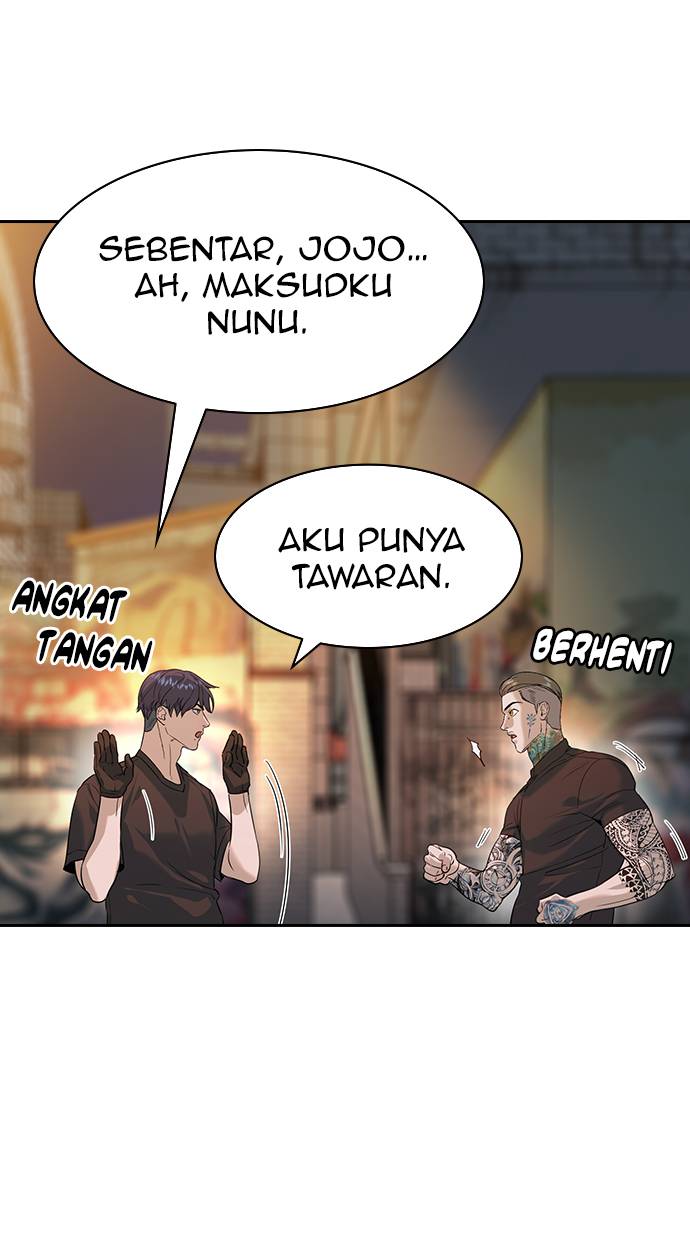 SEBENTAR, JOJO...
AH, MAKSUDKU
NUNU.
AKU PUNYA
TAWARAN.
ANGKAT
TANGAN
BERHENTI